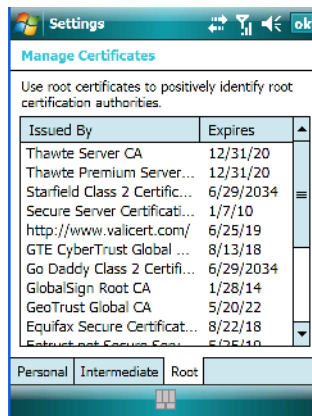 Settings
ok
Manage Certificates
Use root certificates to positively identify root
certification authorities.
Issued By Expires
Thawte Server CA 12/31/20
Thawte Premium Server... 12/31/20
Starfield Class 2 Certific... 6/29/2034
Secure Server Certificati... 1/7/10
http://www.valicert.com/ 6/25/19
GTE CyberTrust Global ... 8/13/18
Go Daddy Class 2 Certifi... 6/29/2034
GlobalSign Root CA 1/28/14
GeoTrust Global CA 5/20/22
Equifax Secure Certificat... 8/22/18
Personal Intermediate Root